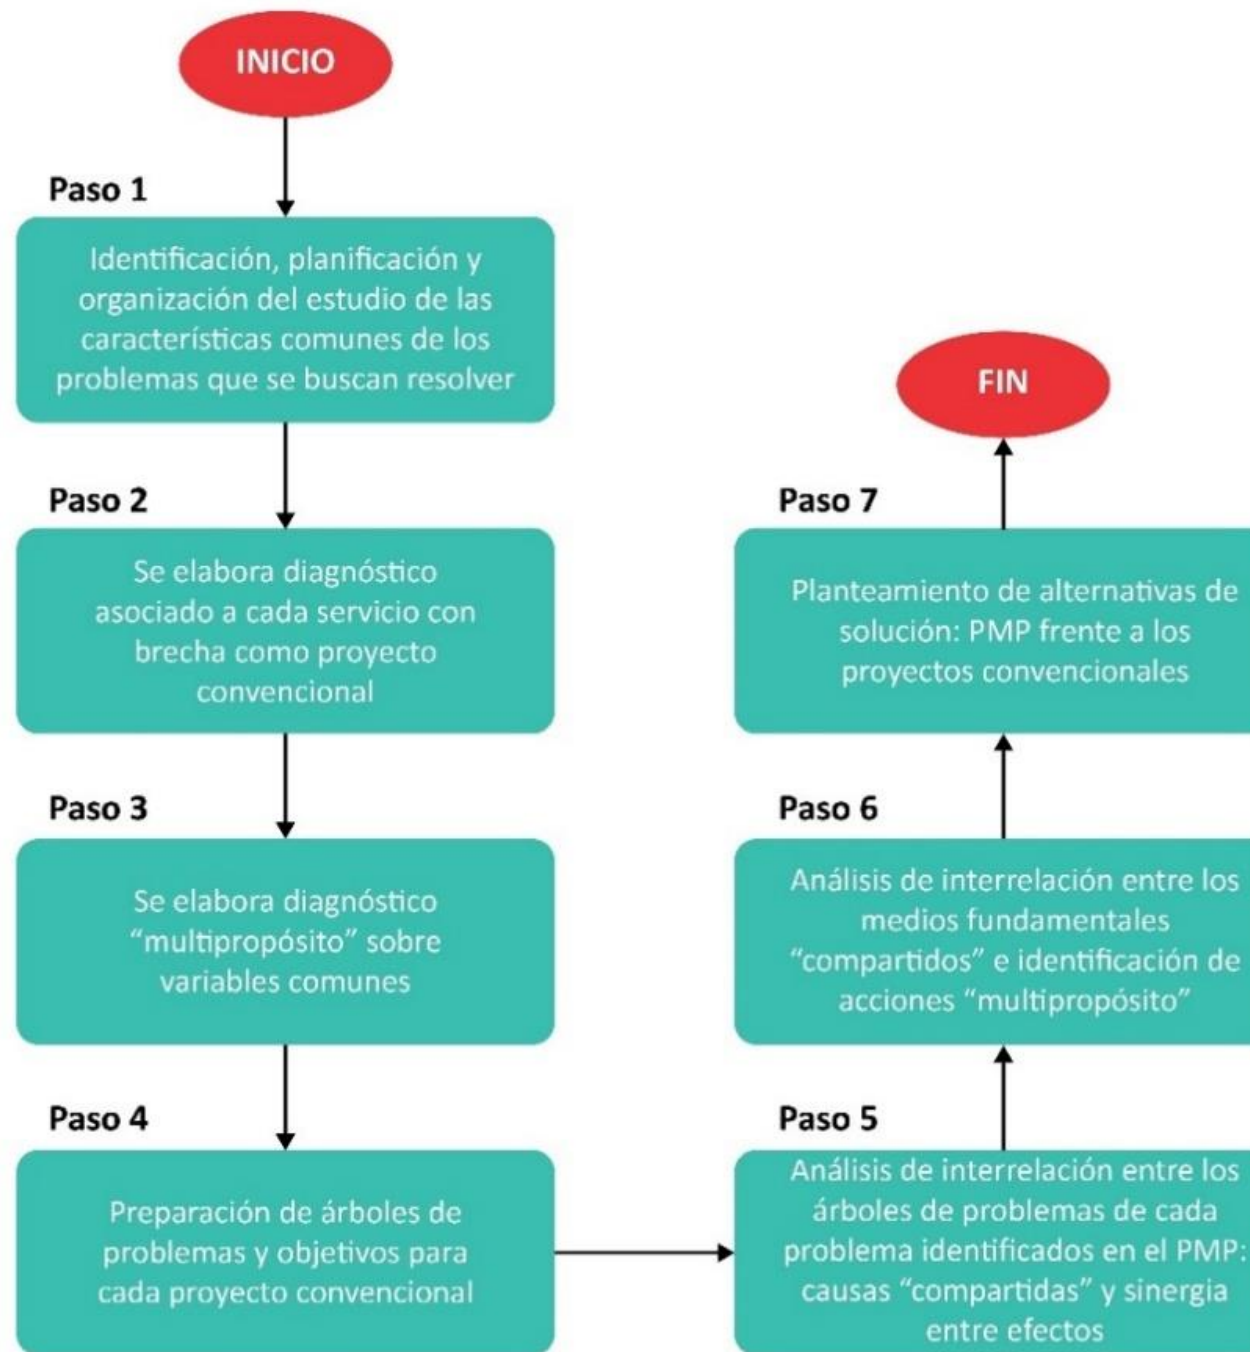 INICIO
Paso 1
Identificación, planificación y
organización del estudio de las
características comunes de los
problemas que se buscan resolver
Paso 2
Se elabora diagnóstico
asociado a cada servicio con
brecha como proyecto
convencional
Paso 3
Se elabora diagnóstico
“multipropósito” sobre
variables comunes
Paso 4
Preparación de árboles de
problemas y objetivos para
cada proyecto convencional
Paso 5
Análisis de interrelación entre los
árboles de problemas de cada
problema identificados en el PMP:
causas “compartidas” y sinergia
entre efectos
Paso 6
Análisis de interrelación entre los
medios fundamentales
“compartidos” e identificación de
acciones “multipropósito”
Paso 7
Planteamiento de alternativas de
solución: PMP frente a los
proyectos convencionales
FIN